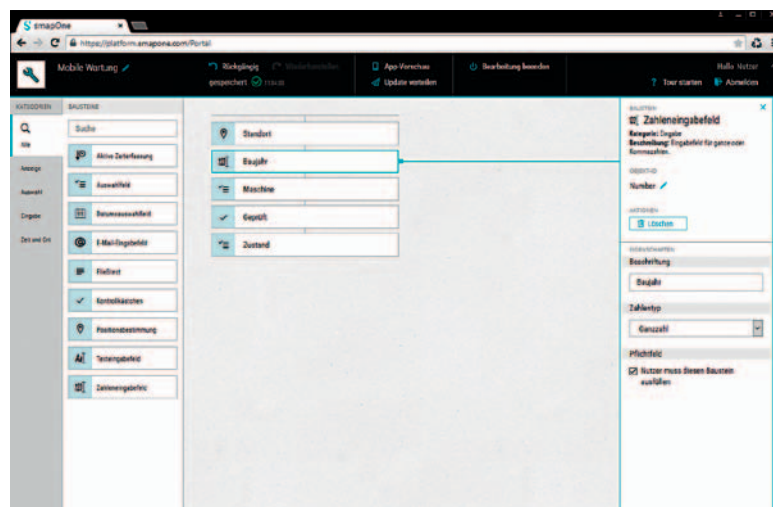 smapOne
https://platform.smapone.com/Portal
Mobile Wartung
Rückgängig
Wiederherstellen
gespeichert
App-Vorschau
Update verteilen
Bearbeitung beenden
Hallo Nutzer
Tour starten
Abmelden
KATEGORIEN
Alle
Anzeige
Auswahl
Eingabe
Zeit und Ort
BAUSTEINE
Suche
Aktive Zeiterfassung
Auswahlfeld
Datumsauswahlfeld
E-Mail-Eingabefeld
Fließtext
Kontrollkästchen
Positionsbestimmung
Texteingabefeld
Zahleneingabefeld
Standort
Baujahr
Maschine
Geprüft
Zustand
BAUSTEIN
Zahleneingabefeld
Kategorie: Eingabe
Beschreibung: Eingabefeld für ganze oder
Kommazahlen.
OBJEKT-ID
Number
AKTIONEN
Löschen
EIGENSCHAFTEN
Beschriftung
Baujahr
Zahlentyp
Ganzzahl
Pflichtfeld
Nutzer muss diesen Baustein
ausfüllen